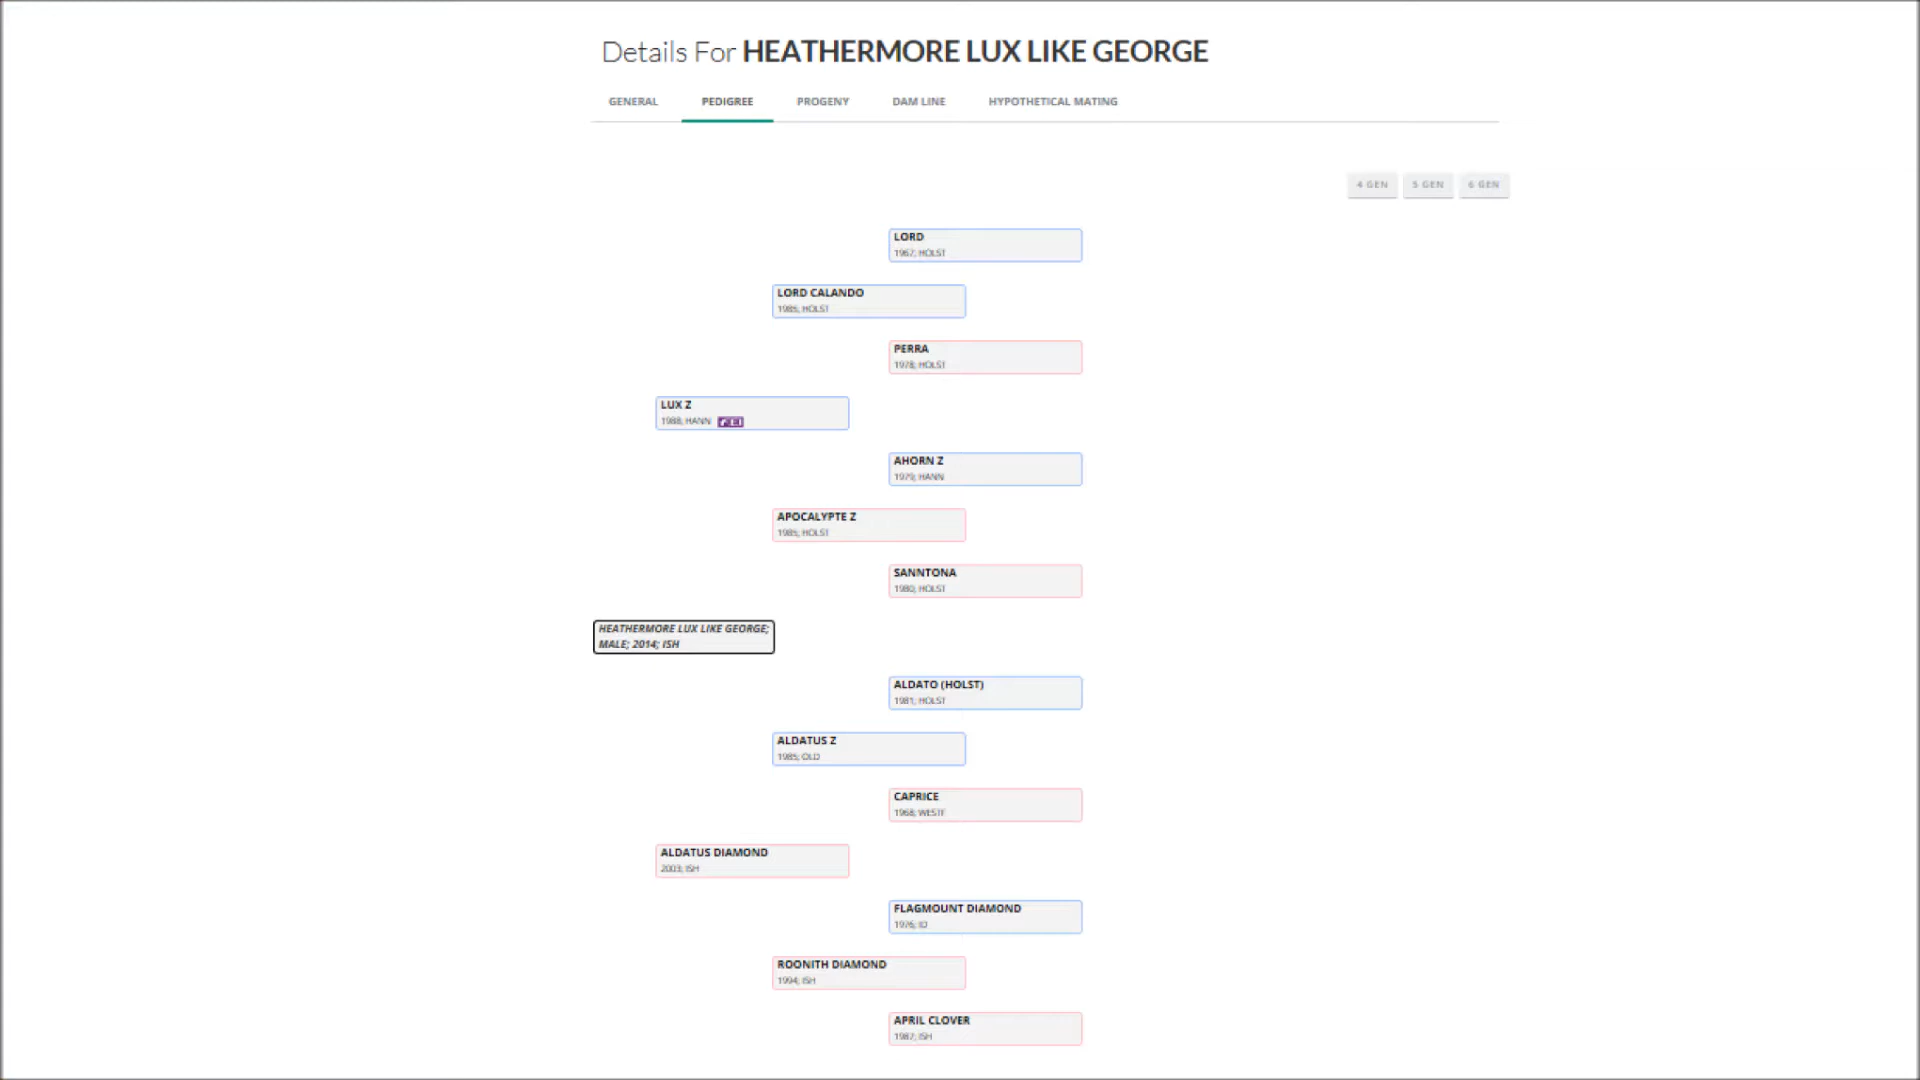 Details For HEATHERMORE LUX LIKE GEORGE
GENERAL PEDIGREE PROGENY DAM LINE HYPOTHETICAL MATING
4 GEN 5 GEN 6 GEN
LORD
1967; HOLST
LORD CALANDO
1985; HOLST
PERRA
1978; HOLST
LUX Z
1988; HANN
AHORN Z
1979; HANN
APOCALYPTE Z
1985; HOLST
SANNTONA
1980; HOLST
HEATHERMORE LUX LIKE GEORGE;
MALE; 2014; ISH
ALDATO (HOLST)
1981; HOLST
ALDATUS Z
1985; OLD
CAPRICE
1968; WESTF
ALDATUS DIAMOND
2003; ISH
FLAGMOUNT DIAMOND
1976; ID
ROONITH DIAMOND
1994; ISH
APRIL CLOVER
1987; ISH